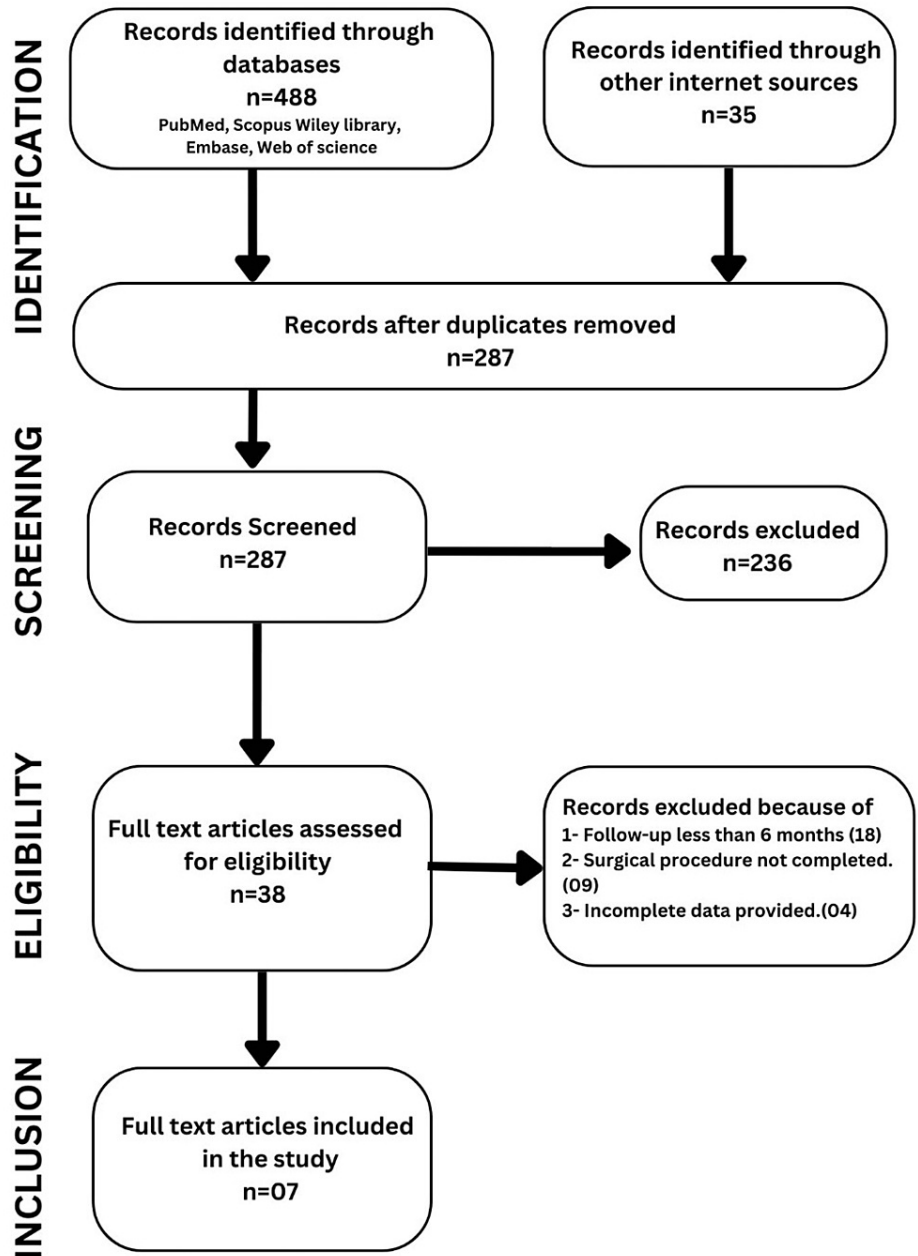 IDENTIFICATION
Records identified through
databases
n=488
PubMed, Scopus Wiley library,
Embase, Web of science
Records identified through
other internet sources
n=35
Records after duplicates removed
n=287
SCREENING
Records Screened
n=287
Records excluded
n=236
ELIGIBILITY
Full text articles assessed
for eligibility
n=38
Records excluded because of
1- Follow-up less than 6 months (18)
2- Surgical procedure not completed.
(09)
3- Incomplete data provided.(04)
INCLUSION
Full text articles included
in the study
n=07